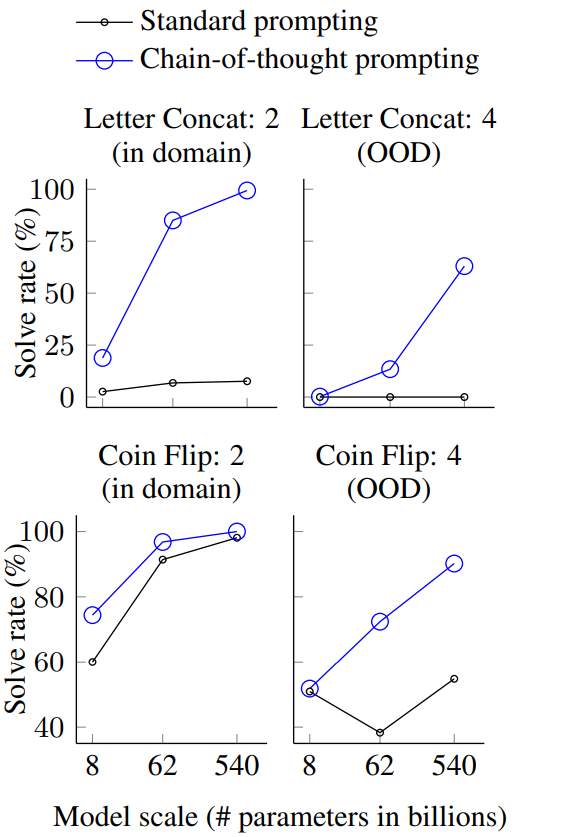 Standard prompting
Chain-of-thought prompting
Letter Concat: 2
(in domain)
Letter Concat: 4
(OOD)
Solve rate (%)
100
75
50
25
0
Coin Flip: 2
(in domain)
Coin Flip: 4
(OOD)
Solve rate (%)
100
80
60
40
8 62 540
8 62 540
Model scale (# parameters in billions)